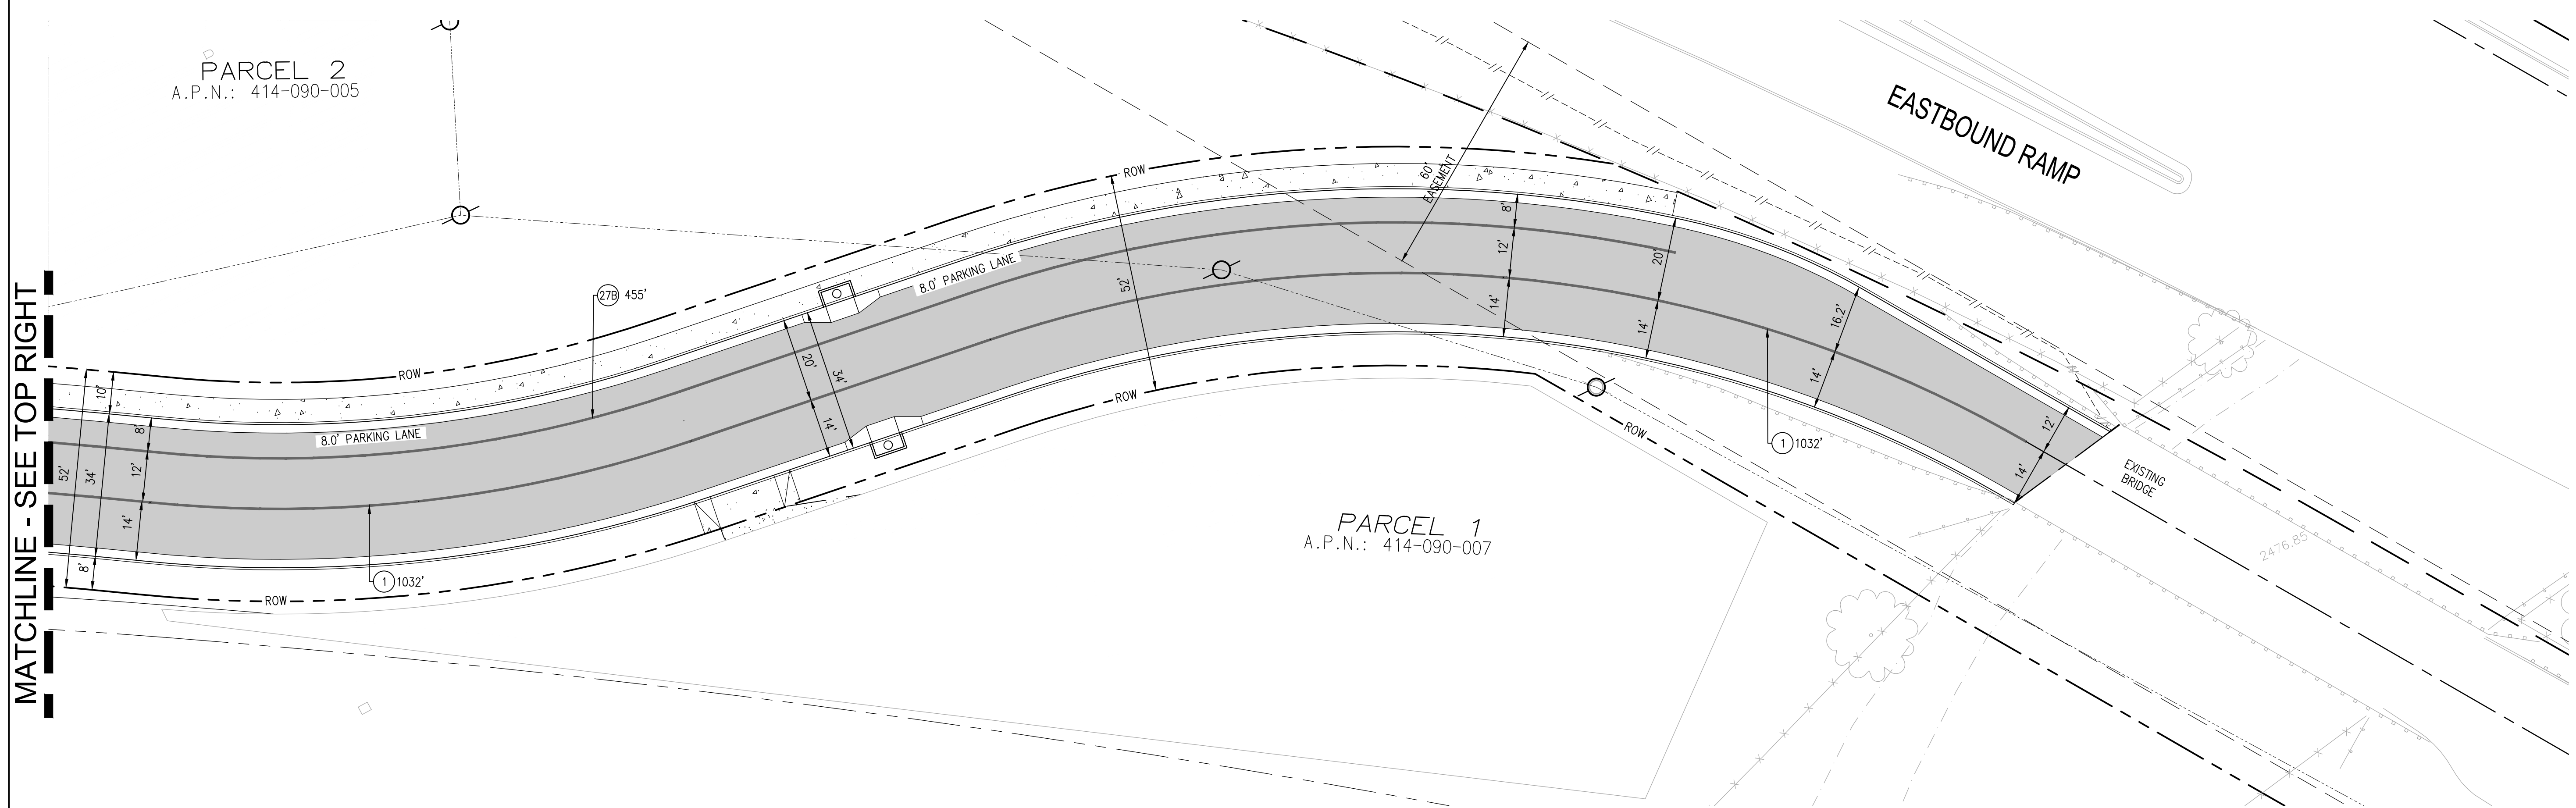 PARCEL 2
A.P.N.: 414-090-005
EASTBOUND RAMP
ROW
60'
EASEMENT
8'
12'
14'
20'
14'
16.2'
14'
12'
14'
52'
8.0' PARKING LANE
27B 455'
20'
34'
14'
ROW
MATCHLINE - SEE TOP RIGHT
10'
8'
12'
14'
52'
34'
8'
8.0' PARKING LANE
ROW
ROW
1 1032'
1 1032'
EXISTING
BRIDGE
PARCEL 1
A.P.N.: 414-090-007
2476.85
ROW